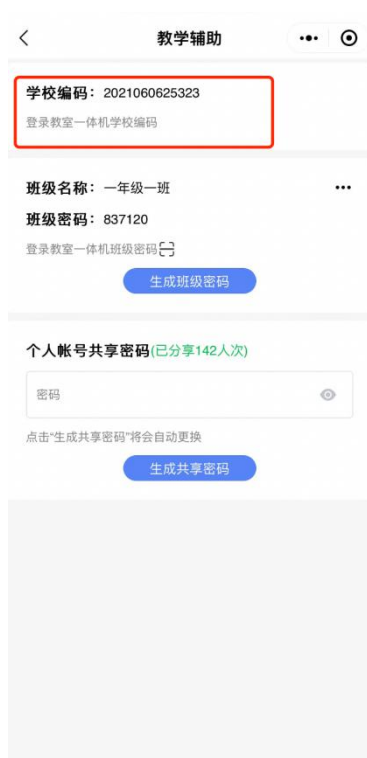 教学辅助
学校编码：2021060625323
登录教室一体机学校编码
班级名称：一年级一班
班级密码：837120
登录教室一体机班级密码
生成班级密码
个人帐号共享密码(已分享142人次)
密码
点击“生成共享密码”将会自动更换
生成共享密码